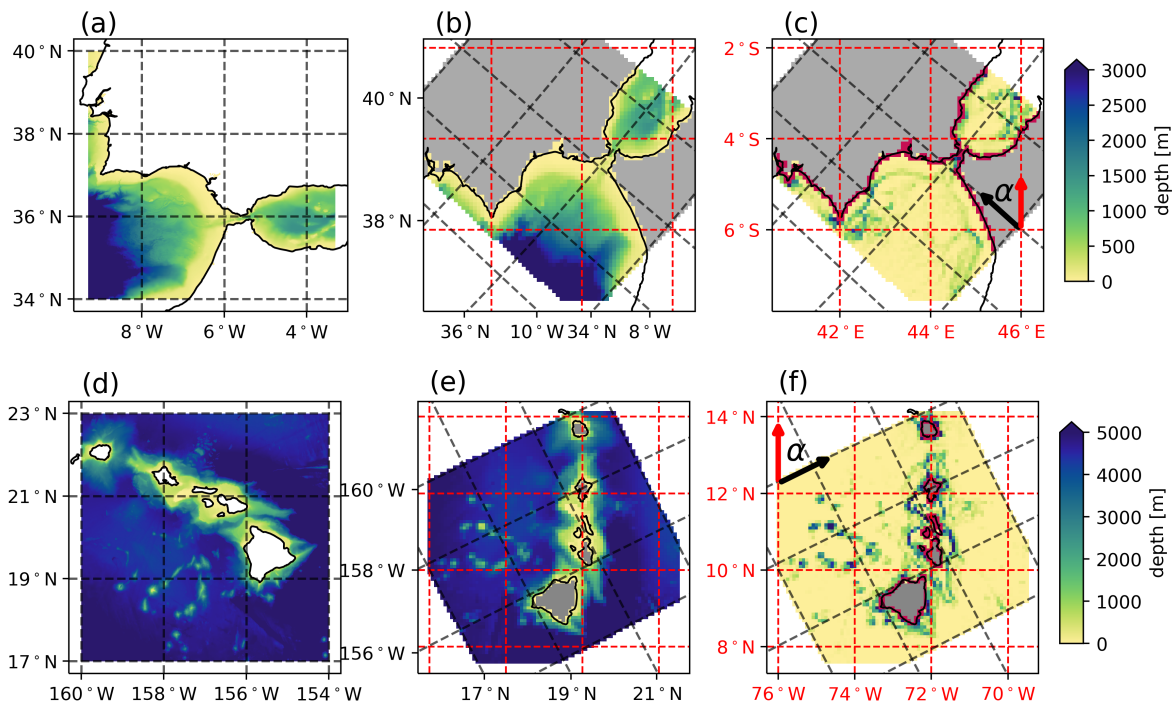 (a)
(b)
(c)
40°N
38°N
36°N
34°N
8°W 6°W 4°W
40°N
38°N
36°N 10°W 34°N 8°W
2°S
4°S
6°S
α
42°E 44°E 46°E
3000
2500
2000
1500
1000
500
0
depth [m]
(d)
(e)
(f)
23°N
21°N
19°N
17°N
160°W 158°W 156°W 154°W
160°W
158°W
156°W
17°N 19°N 21°N
14°N
12°N
10°N
8°N
α
76°W 74°W 72°W 70°W
5000
4000
3000
2000
1000
0
depth [m]